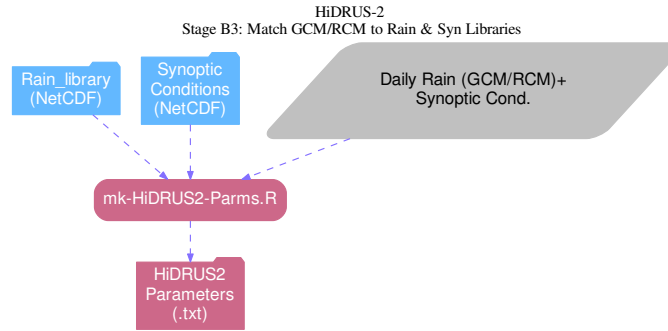 HiDRUS-2
Stage B3: Match GCM/RCM to Rain & Syn Libraries
Rain_library
(NetCDF)
Synoptic
Conditions
(NetCDF)
Daily Rain (GCM/RCM)+
Synoptic Cond.
mk-HiDRUS2-Parms.R
HiDRUS2
Parameters
(.txt)